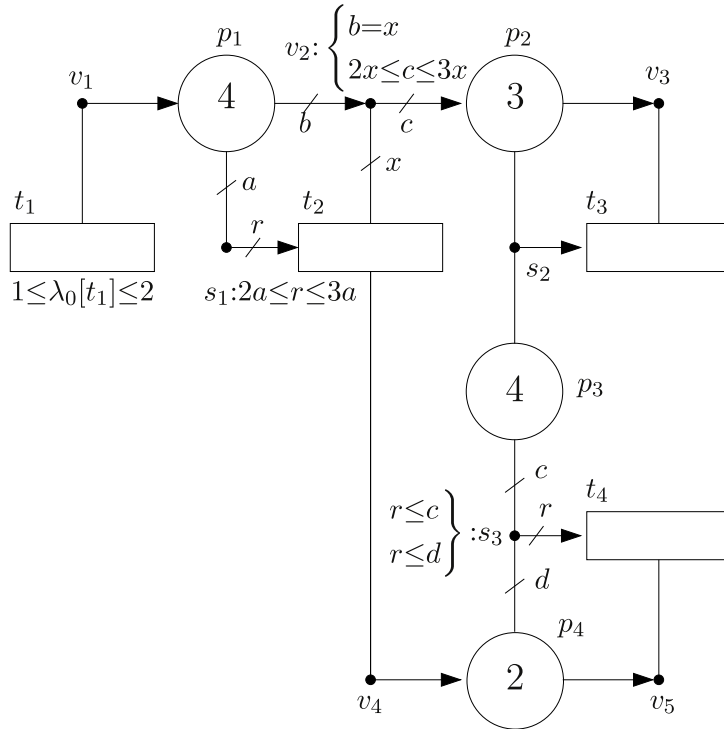 p₁
v₂: { b=x
2x≤c≤3x
p₂
v₁
v₃
4
3
b
c
a
x
t₁
r
t₂
t₃
s₂
1≤λ₀[t₁]≤2
s₁:2a≤r≤3a
4
p₃
c
t₄
r≤c
r
} :s₃
r≤d
d
p₄
2
v₄
v₅